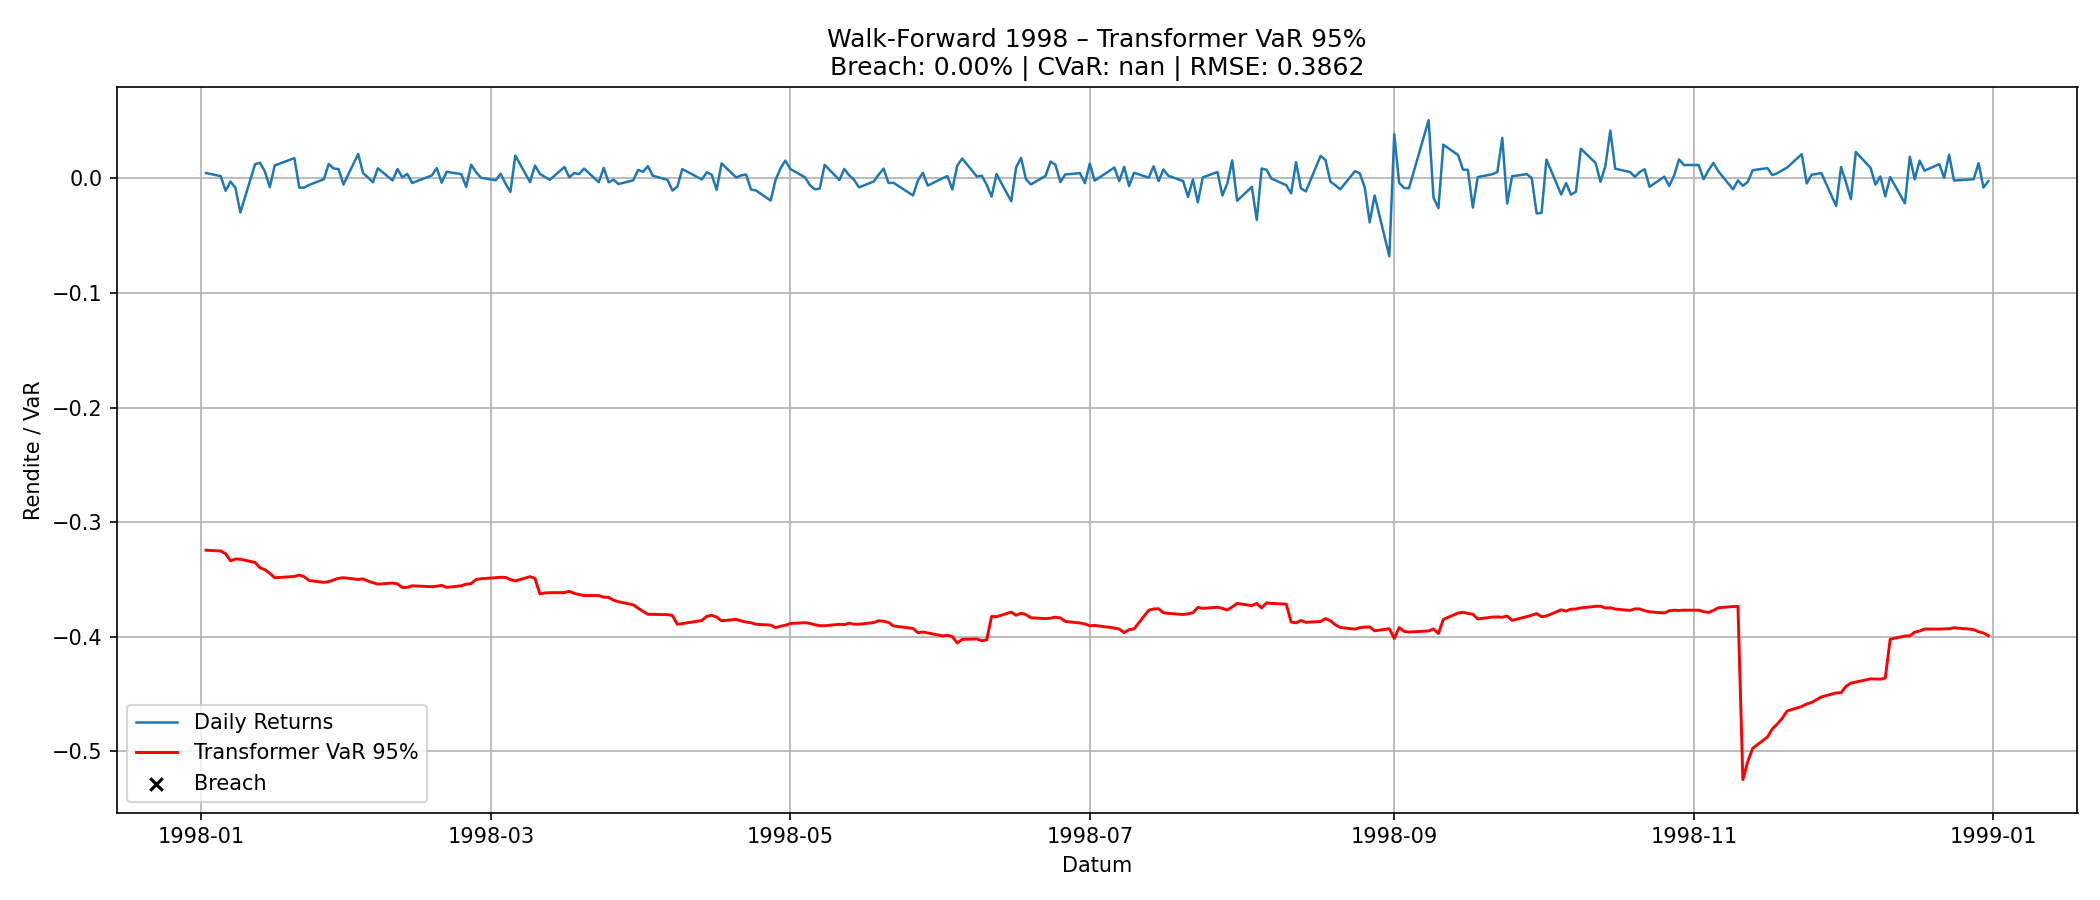 Walk-Forward 1998 – Transformer VaR 95%
Breach: 0.00% | CVaR: nan | RMSE: 0.3862
Rendite / VaR
0.0
−0.1
−0.2
−0.3
−0.4
−0.5
Daily Returns
Transformer VaR 95%
Breach
1998-01
1998-03
1998-05
1998-07
1998-09
1998-11
1999-01
Datum